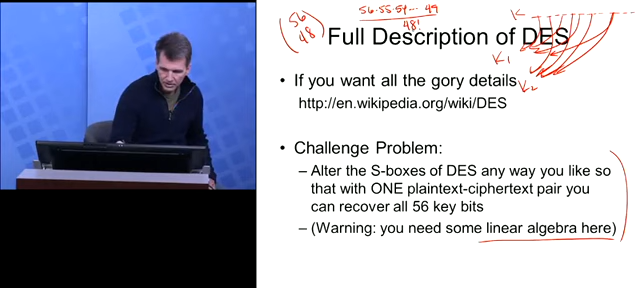 (56 48)
56·55·54 ... 49
48!
Full Description of DES
K
K1
K2
• If you want all the gory details
http://en.wikipedia.org/wiki/DES
• Challenge Problem:
– Alter the S-boxes of DES any way you like so
that with ONE plaintext-ciphertext pair you
can recover all 56 key bits
– (Warning: you need some linear algebra here)